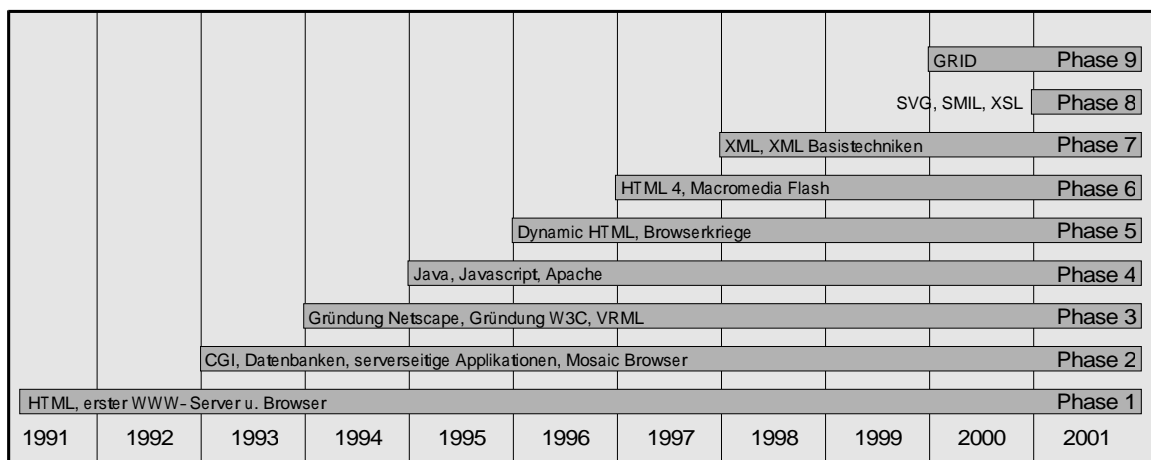 GRID Phase 9
SVG, SMIL, XSL Phase 8
XML, XML Basistechniken Phase 7
HTML 4, Macromedia Flash Phase 6
Dynamic HTML, Browserkriege Phase 5
Java, Javascript, Apache Phase 4
Gründung Netscape, Gründung W3C, VRML Phase 3
CGI, Datenbanken, serverseitige Applikationen, Mosaic Browser Phase 2
HTML, erster WWW-Server u. Browser Phase 1
1991 1992 1993 1994 1995 1996 1997 1998 1999 2000 2001